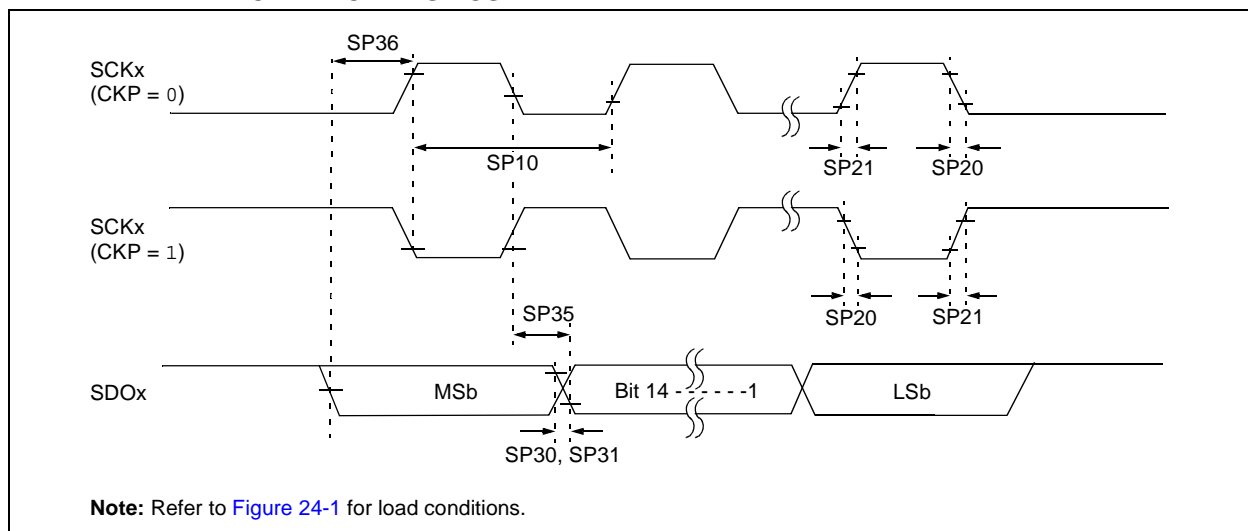 SP36
SCKx
(CKP = 0)
SP10
SP21
SP20
SCKx
(CKP = 1)
SP35
SP20
SP21
SDOx
MSb
Bit 14 - - - - - -1
LSb
SP30, SP31
Note: Refer to Figure 24-1 for load conditions.